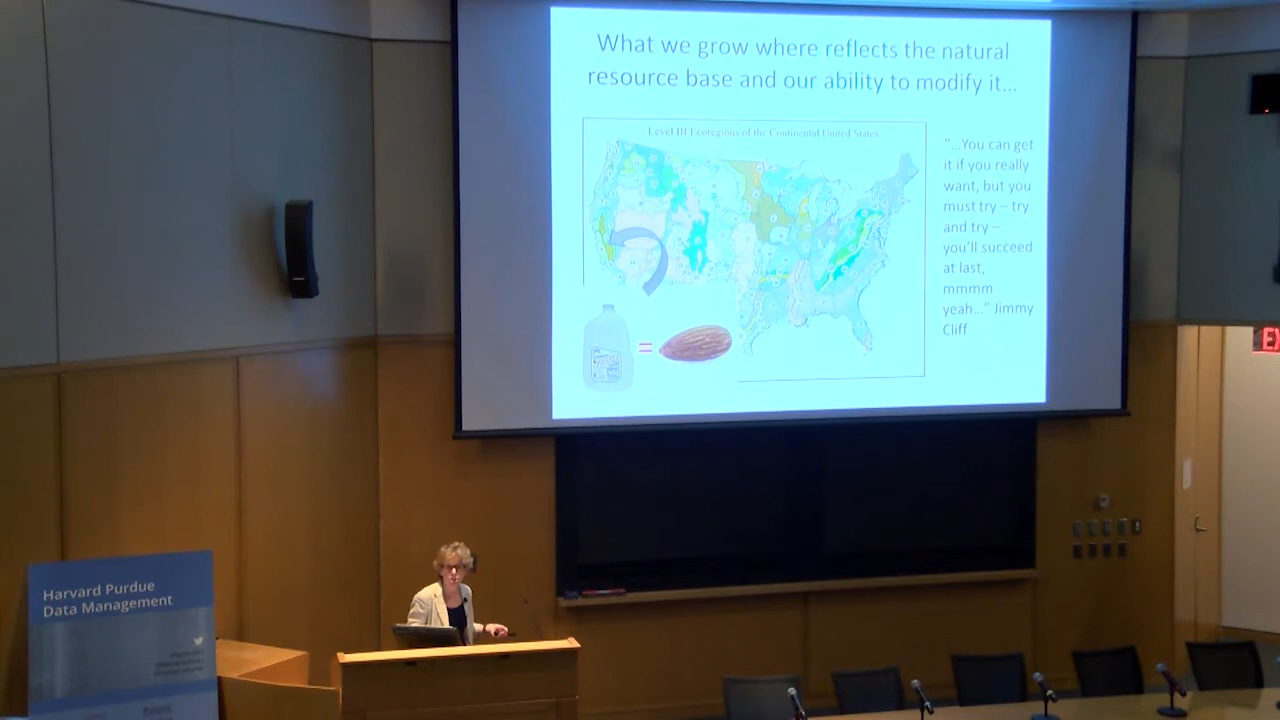 What we grow where reflects the natural
resource base and our ability to modify it...
Level III Ecoregions of the Continental United States
"...You can get
it if you really
want, but you
must try – try
and try –
you'll succeed
at last,
mmmm
yeah..." Jimmy
Cliff
=
Harvard Purdue
Data Management
EX